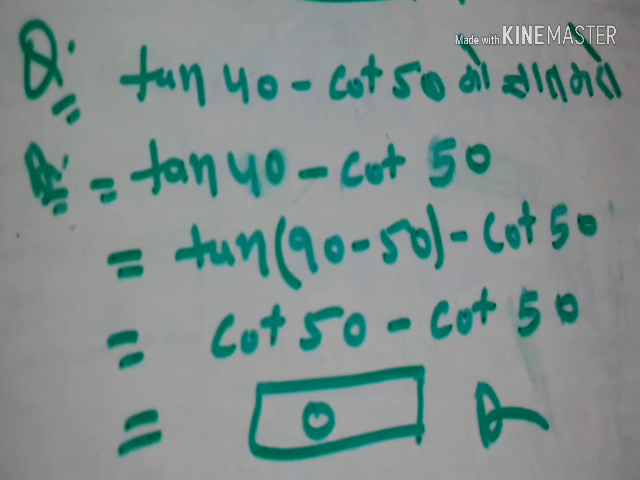 Made with KINEMASTER
Q. tan 40 - cot 50 को ज्ञात करो
= tan 40 - cot 50
= tan(90-50) - cot 50
= cot 50 - cot 50
= 0